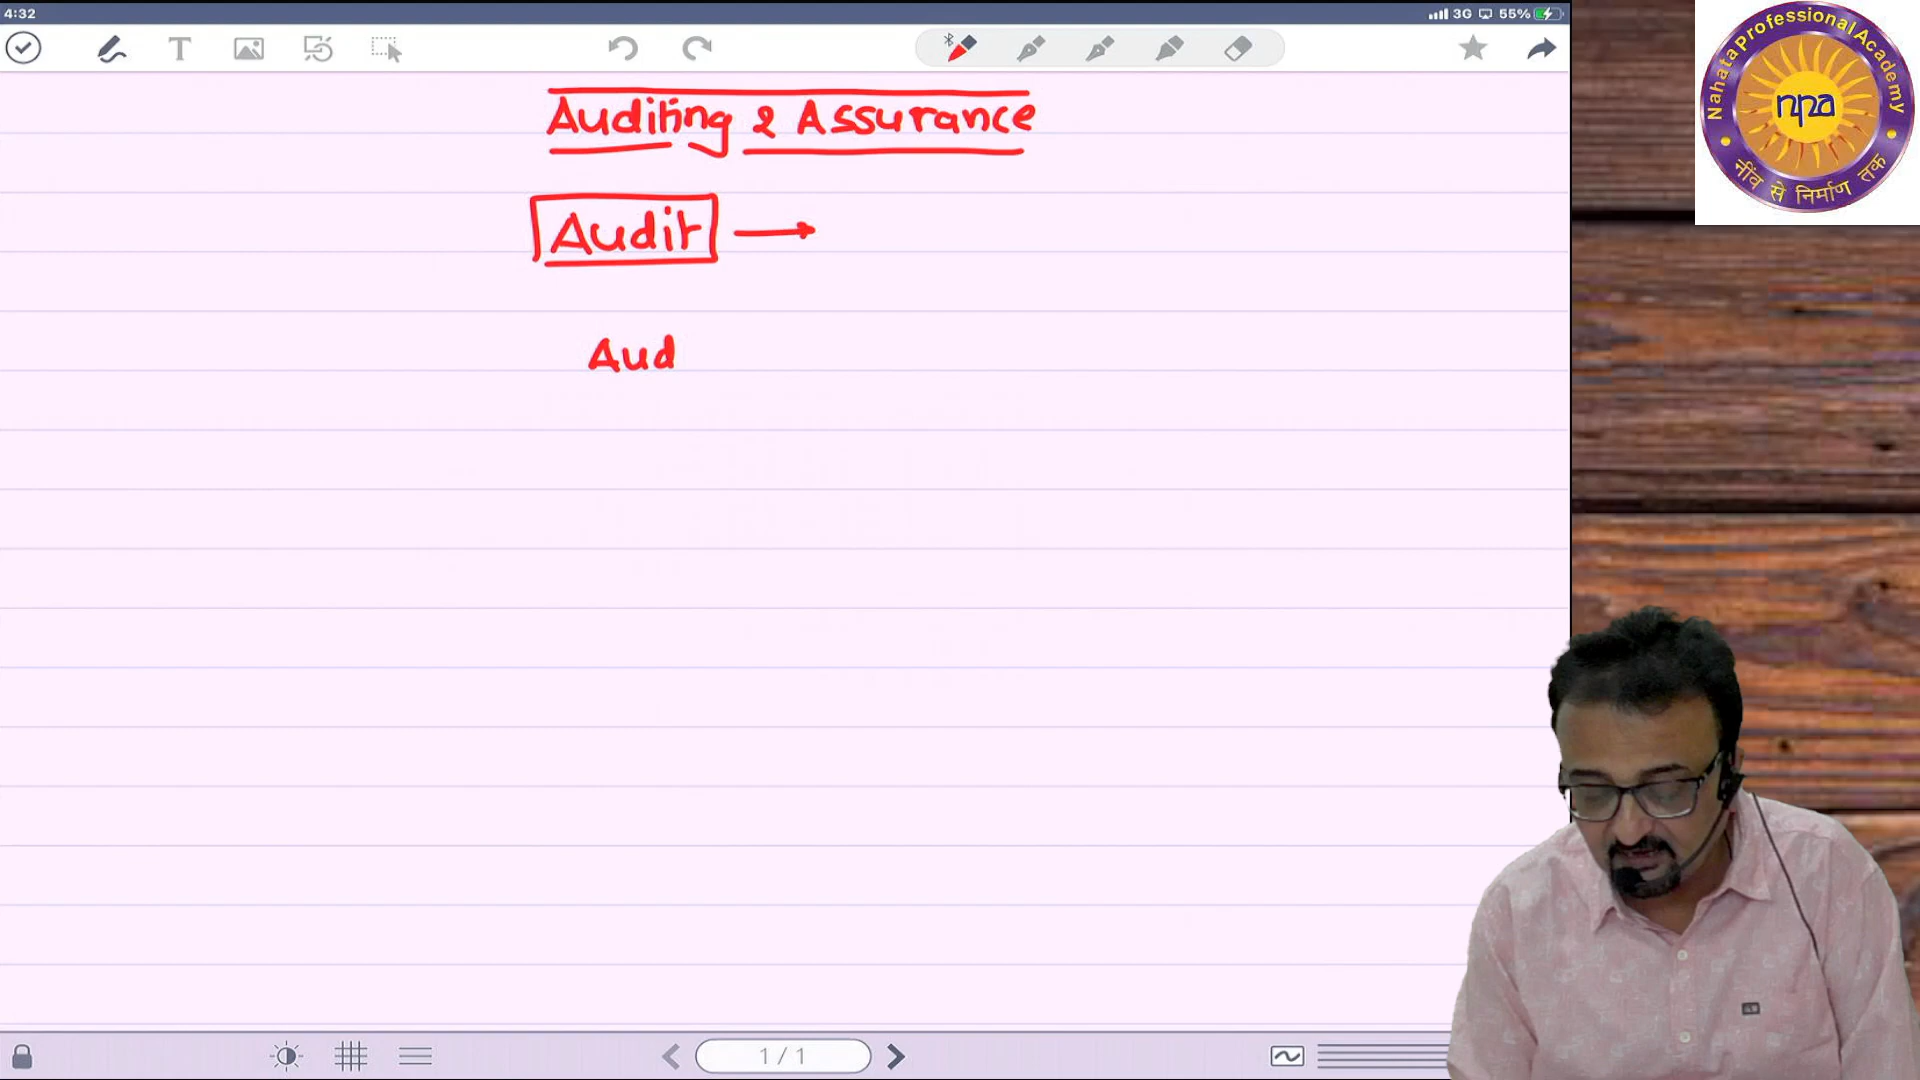 4:32
3G 55%
Auditing & Assurance
Audit →
Aud
1 / 1
Nahata Professional Academy
npa
नींव से निर्माण तक